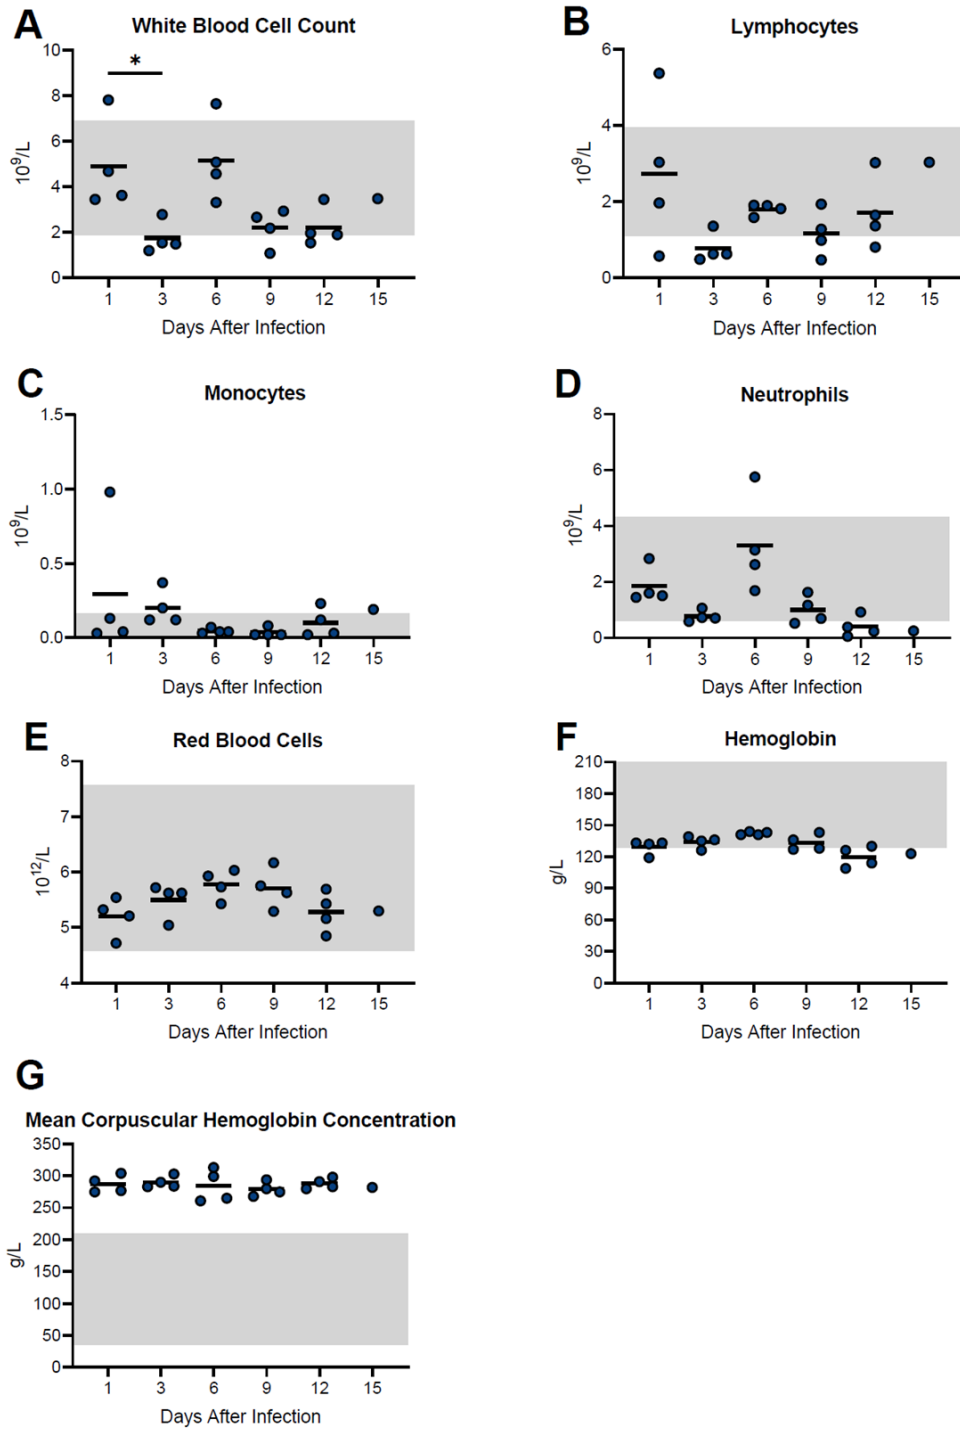 A
White Blood Cell Count
10
8
6
4
2
0
10⁹/L
*
1 3 6 9 12 15
Days After Infection
B
Lymphocytes
6
4
2
0
10⁹/L
1 3 6 9 12 15
Days After Infection
C
Monocytes
1.5
1.0
0.5
0.0
10⁹/L
1 3 6 9 12 15
Days After Infection
D
Neutrophils
8
6
4
2
0
10⁹/L
1 3 6 9 12 15
Days After Infection
E
Red Blood Cells
8
7
6
5
4
10¹²/L
1 3 6 9 12 15
Days After Infection
F
Hemoglobin
210
180
150
120
90
60
30
0
g/L
1 3 6 9 12 15
Days After Infection
G
Mean Corpuscular Hemoglobin Concentration
350
300
250
200
150
100
50
0
g/L
1 3 6 9 12 15
Days After Infection